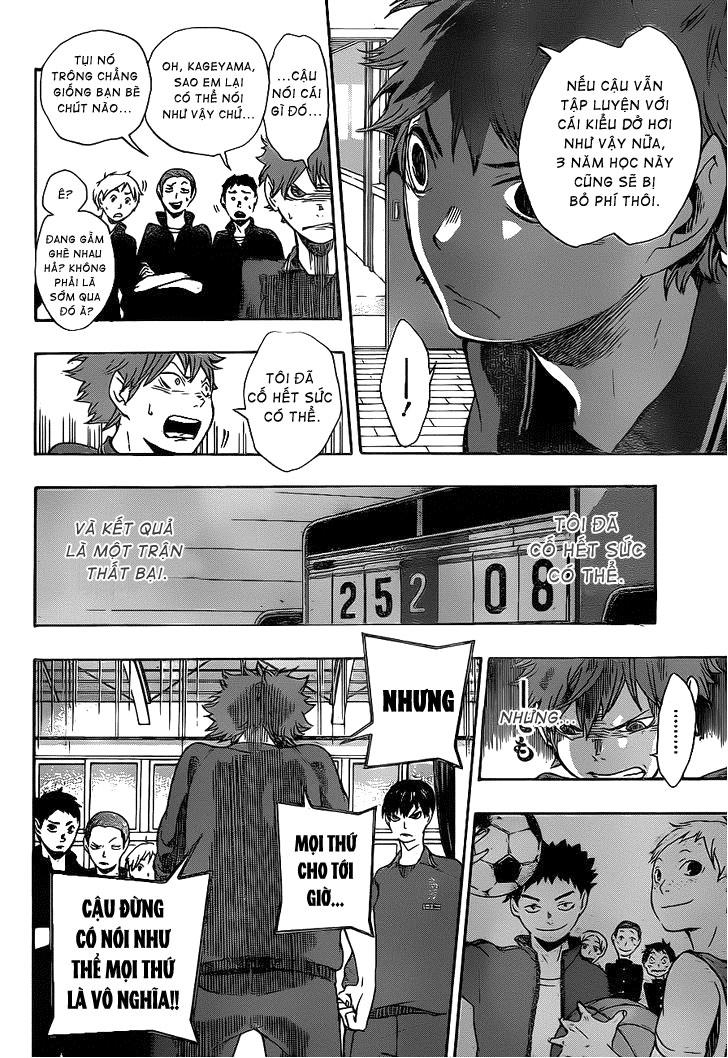 NẾU CẬU VẪN
TẬP LUYỆN VỚI
CÁI KIỂU DỞ HƠI
NHƯ VẬY NỮA,
3 NĂM HỌC NÀY
CŨNG SẼ BỊ
BỎ PHÍ THÔI.
...CẬU
NÓI CÁI
GÌ ĐÓ...
OH, KAGEYAMA,
SAO EM LẠI
CÓ THỂ NÓI
NHƯ VẬY CHỨ...
TỤI NÓ
TRÔNG CHẲNG
GIỐNG BẠN BÈ
CHÚT NÀO...
Ê?
ĐANG GẦM
GHÈ NHAU
HẢ? KHÔNG
PHẢI LÀ
SỚM QUA
ĐÓ À?
—!
TÔI ĐÃ
CỐ HẾT SỨC
CÓ THỂ.
TÔI ĐÃ
CỐ HẾT SỨC
CÓ THỂ.
VÀ KẾT QUẢ
LÀ MỘT TRẬN
THẤT BẠI.
25 2 08
.........
NHƯNG...
でも
NHƯNG
MỌI THỨ
CHO TỚI
GIỜ...
CẬU ĐỪNG
CÓ NÓI NHƯ
THỂ MỌI THỨ
LÀ VÔ NGHĨA!!